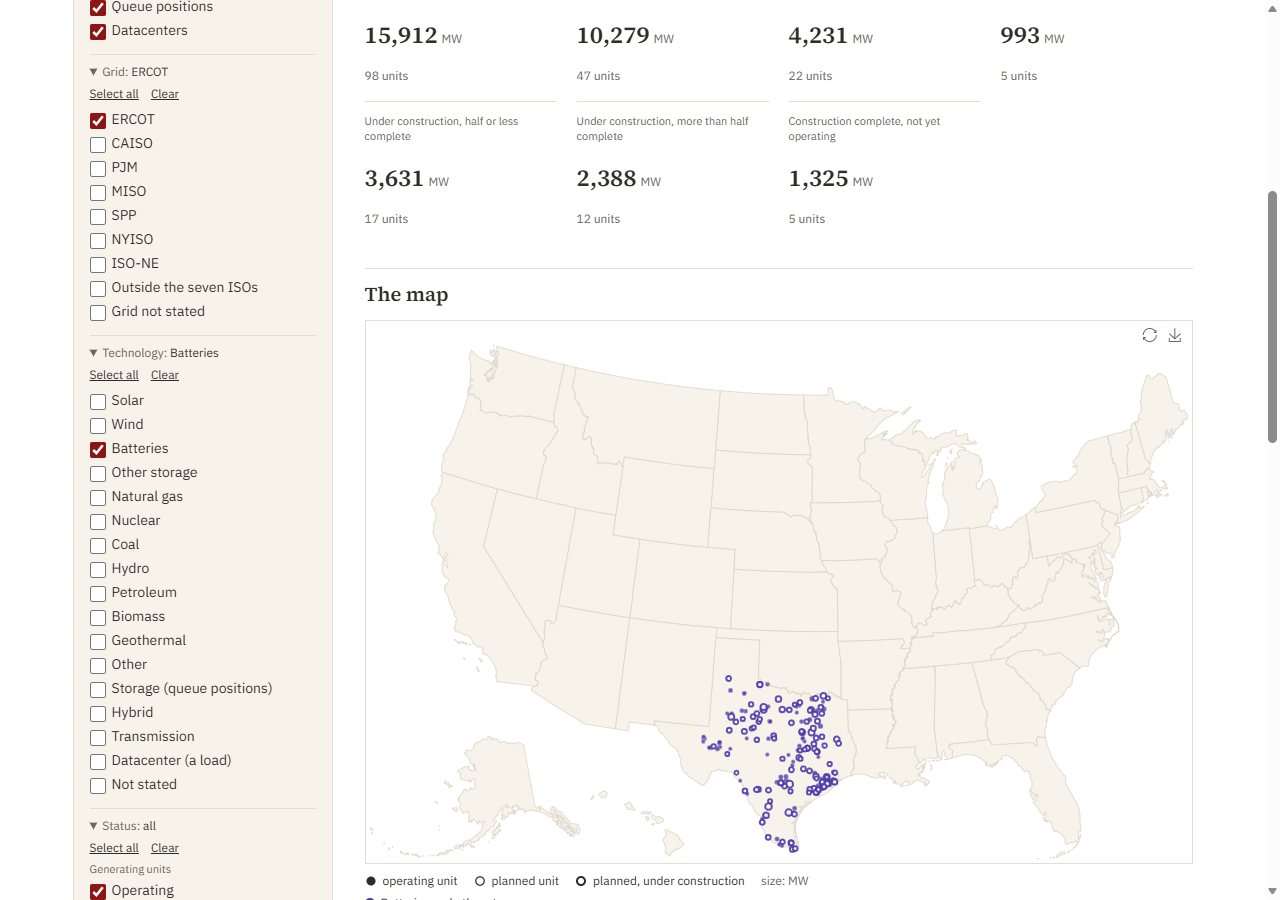 Queue positions
Datacenters
▼ Grid: ERCOT
Select all Clear
ERCOT
CAISO
PJM
MISO
SPP
NYISO
ISO-NE
Outside the seven ISOs
Grid not stated
▼ Technology: Batteries
Select all Clear
Solar
Wind
Batteries
Other storage
Natural gas
Nuclear
Coal
Hydro
Petroleum
Biomass
Geothermal
Other
Storage (queue positions)
Hybrid
Transmission
Datacenter (a load)
Not stated
▼ Status: all
Select all Clear
Generating units
Operating
15,912 MW
98 units
10,279 MW
47 units
4,231 MW
22 units
993 MW
5 units
Under construction, half or less
complete
3,631 MW
17 units
Under construction, more than half
complete
2,388 MW
12 units
Construction complete, not yet
operating
1,325 MW
5 units
The map
operating unit planned unit planned, under construction size: MW